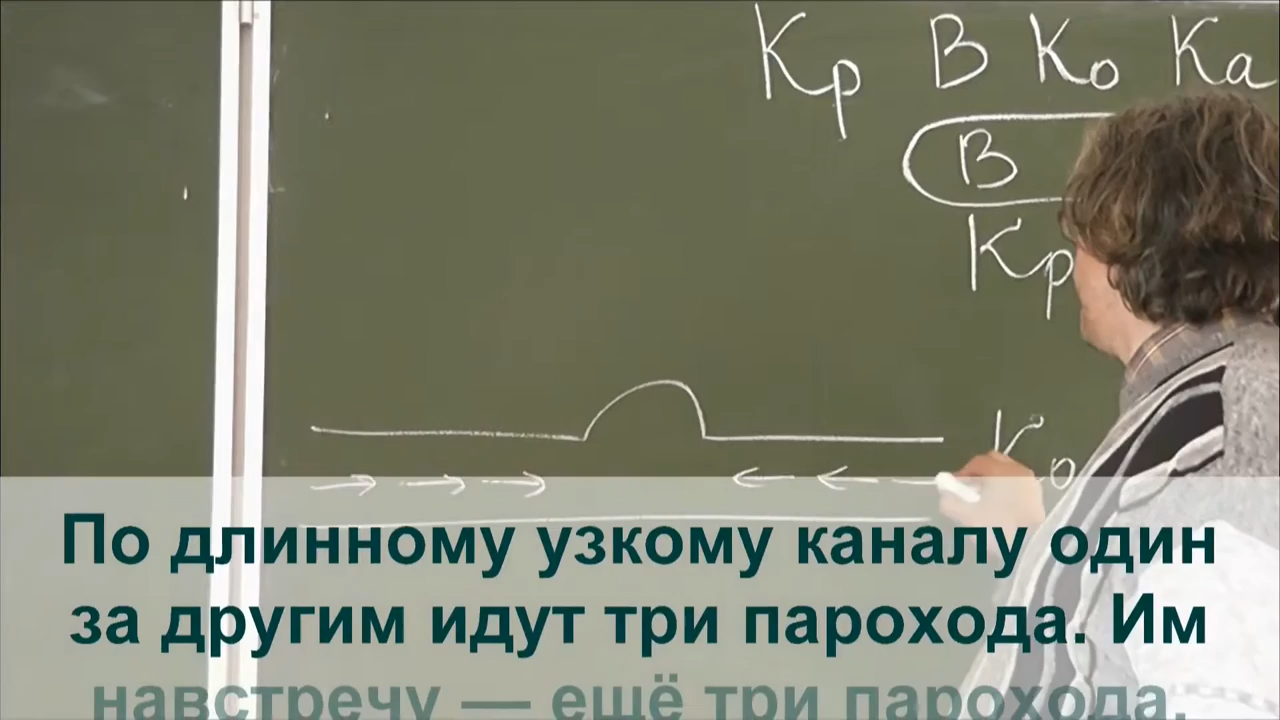 Кр В Ко Ка
В
Кр
Ко
По длинному узкому каналу один
за другим идут три парохода. Им
навстречу — ещё три парохода.